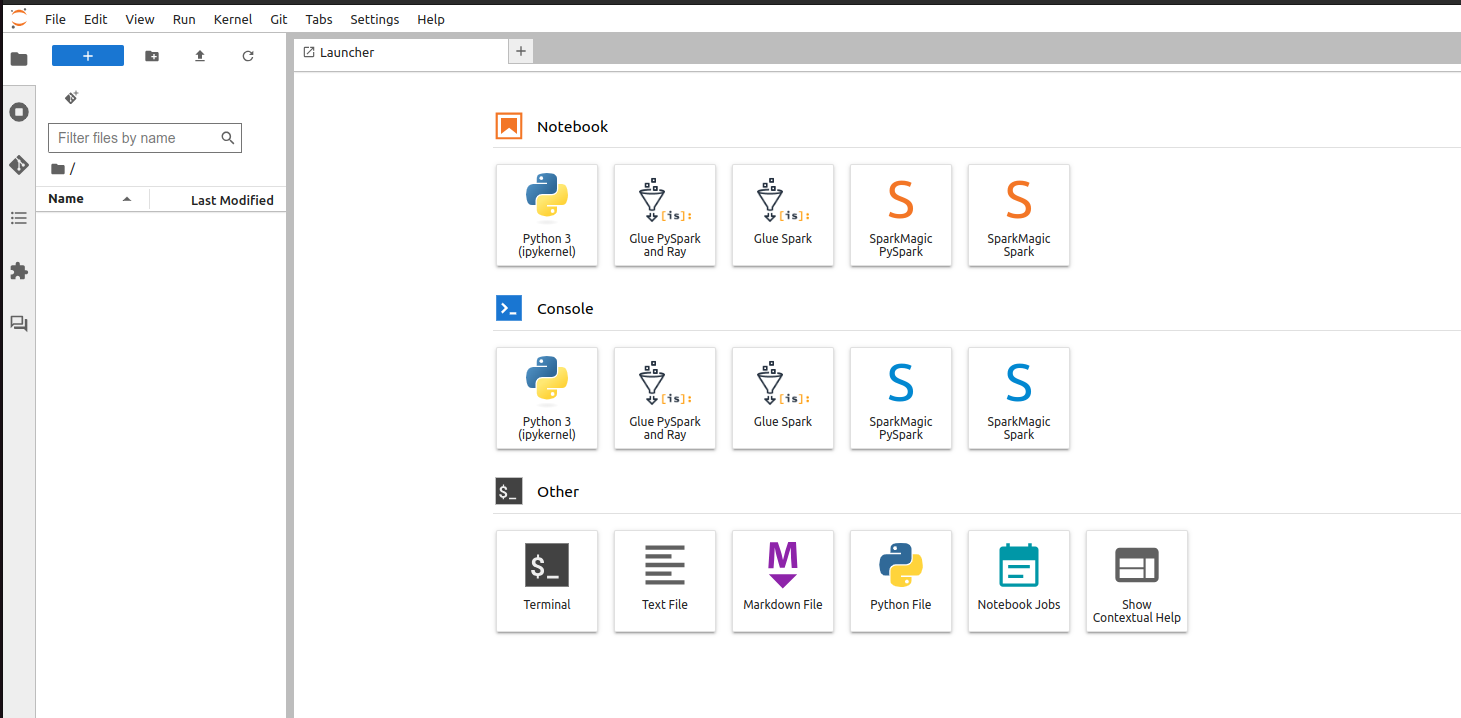 File Edit View Run Kernel Git Tabs Settings Help
Launcher
Filter files by name
/
Name Last Modified
Notebook
Python 3
(ipykernel)
[is]:
Glue PySpark
and Ray
[is]:
Glue Spark
S
SparkMagic
PySpark
S
SparkMagic
Spark
Console
Python 3
(ipykernel)
[is]:
Glue PySpark
and Ray
[is]:
Glue Spark
S
SparkMagic
PySpark
S
SparkMagic
Spark
$_
Other
$_
Terminal
Text File
M
Markdown File
Python File
Notebook Jobs
Show
Contextual Help